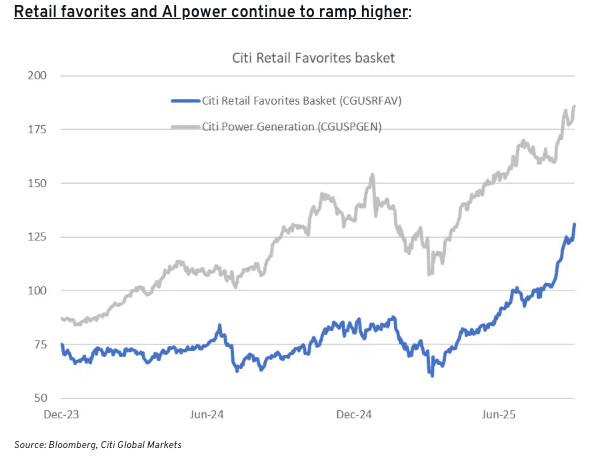 Retail favorites and AI power continue to ramp higher:
Citi Retail Favorites basket
200
Citi Retail Favorites Basket (CGUSRFAV)
Citi Power Generation (CGUSPGEN)
175
150
125
100
75
50
Dec-23
Jun-24
Dec-24
Jun-25
Source: Bloomberg, Citi Global Markets